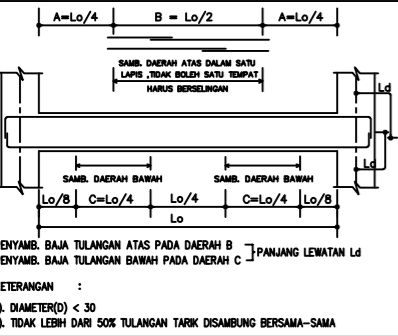 A=Lo/4 B = Lo/2 A=Lo/4
SAMB. DAERAH ATAS DALAM SATU
LAPIS ,TIDAK BOLEH SATU TEMPAT
HARUS BERSELINGAN
Ld
Ld
SAMB. DAERAH BAWAH SAMB. DAERAH BAWAH
Lo/8 C=Lo/4 Lo/4 C=Lo/4 Lo/8
Lo
ENYAMB. BAJA TULANGAN ATAS PADA DAERAH B
ENYAMB. BAJA TULANGAN BAWAH PADA DAERAH C
PANJANG LEWATAN Ld
ETERANGAN :
). DIAMETER(D) < 30
). TIDAK LEBIH DARI 50% TULANGAN TARIK DISAMBUNG BERSAMA-SAMA